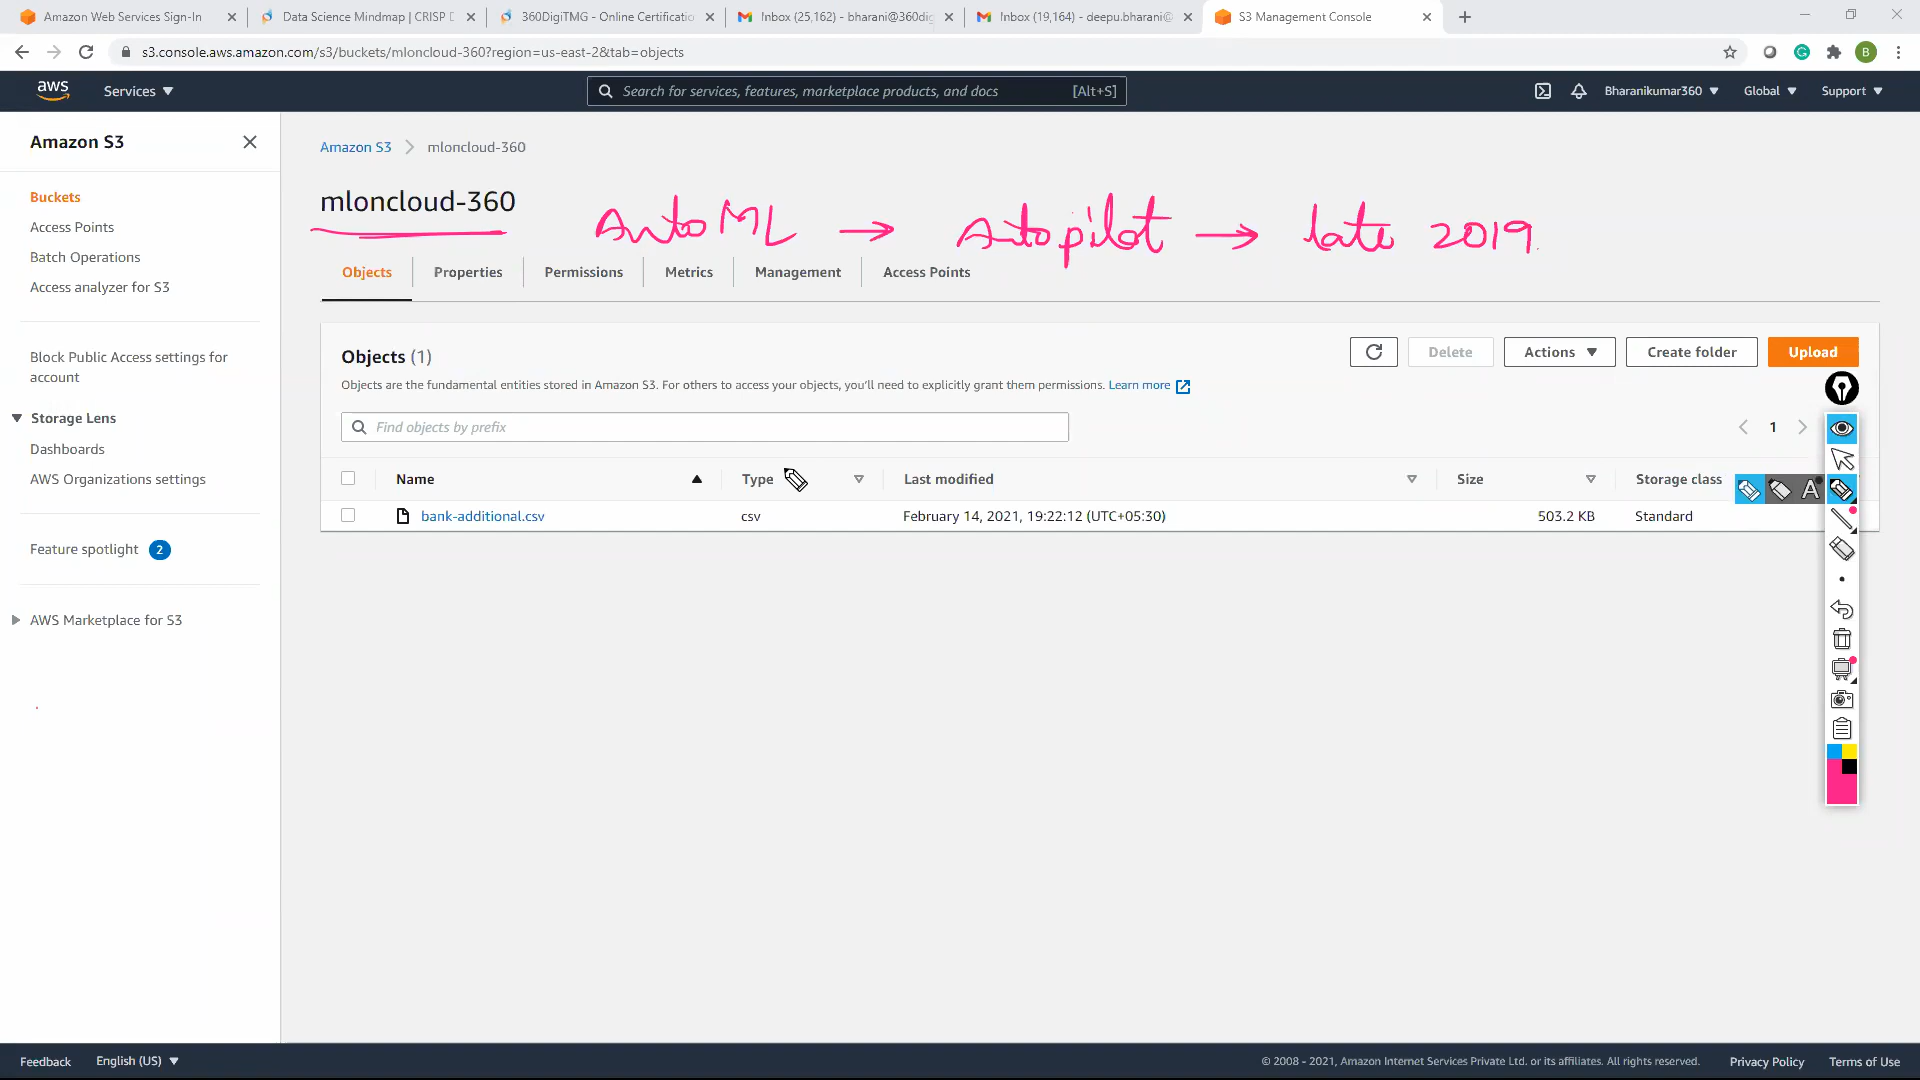 Amazon Web Services Sign-In
Data Science Mindmap | CRISP D
360DigiTMG - Online Certificatio
Inbox (25,162) - bharani@360dig
Inbox (19,164) - deepu.bharani@
S3 Management Console
s3.console.aws.amazon.com/s3/buckets/mloncloud-360?region=us-east-2&tab=objects
B
aws
Services
Search for services, features, marketplace products, and docs
[Alt+S]
Bharanikumar360
Global
Support
Amazon S3
Buckets
Access Points
Batch Operations
Access analyzer for S3
Block Public Access settings for
account
Storage Lens
Dashboards
AWS Organizations settings
Feature spotlight 2
AWS Marketplace for S3
Amazon S3 > mloncloud-360
mloncloud-360
AutoML → Autopilot → late 2019
Objects
Properties
Permissions
Metrics
Management
Access Points
Objects (1)
Delete
Actions
Create folder
Upload
Objects are the fundamental entities stored in Amazon S3. For others to access your objects, you'll need to explicitly grant them permissions. Learn more
Find objects by prefix
1
Name
Type
Last modified
Size
Storage class
A
bank-additional.csv
csv
February 14, 2021, 19:22:12 (UTC+05:30)
503.2 KB
Standard
Feedback
English (US)
© 2008 - 2021, Amazon Internet Services Private Ltd. or its affiliates. All rights reserved.
Privacy Policy
Terms of Use